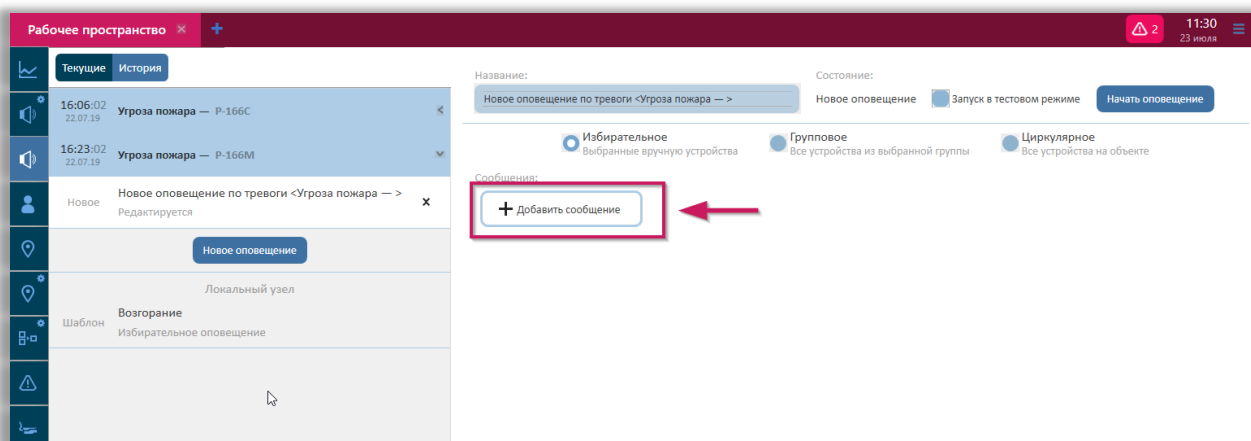 Рабочее пространство
2
11:30
23 июля
Текущие
История
16:06:02
22.07.19
Угроза пожара — Р-166С
16:23:02
22.07.19
Угроза пожара — Р-166М
Новое
Новое оповещение по тревоги <Угроза пожара — >
Редактируется
Новое оповещение
Локальный узел
Шаблон
Возгорание
Избирательное оповещение
Название:
Новое оповещение по тревоги <Угроза пожара — >
Состояние:
Новое оповещение
Запуск в тестовом режиме
Начать оповещение
Избирательное
Выбранные вручную устройства
Групповое
Все устройства из выбранной группы
Циркулярное
Все устройства на объекте
Сообщения:
Добавить сообщение